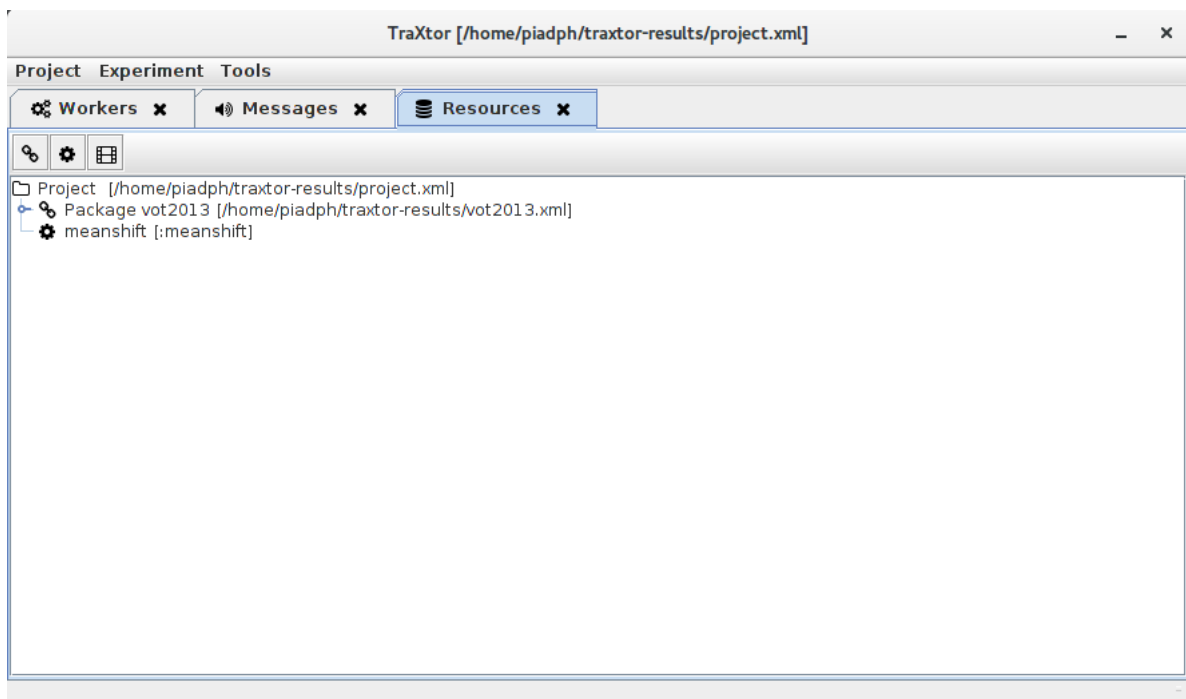 TraXtor [/home/piadph/traxtor-results/project.xml]
Project Experiment Tools
Workers Messages Resources
Project [/home/piadph/traxtor-results/project.xml]
Package vot2013 [/home/piadph/traxtor-results/vot2013.xml]
meanshift [:meanshift]